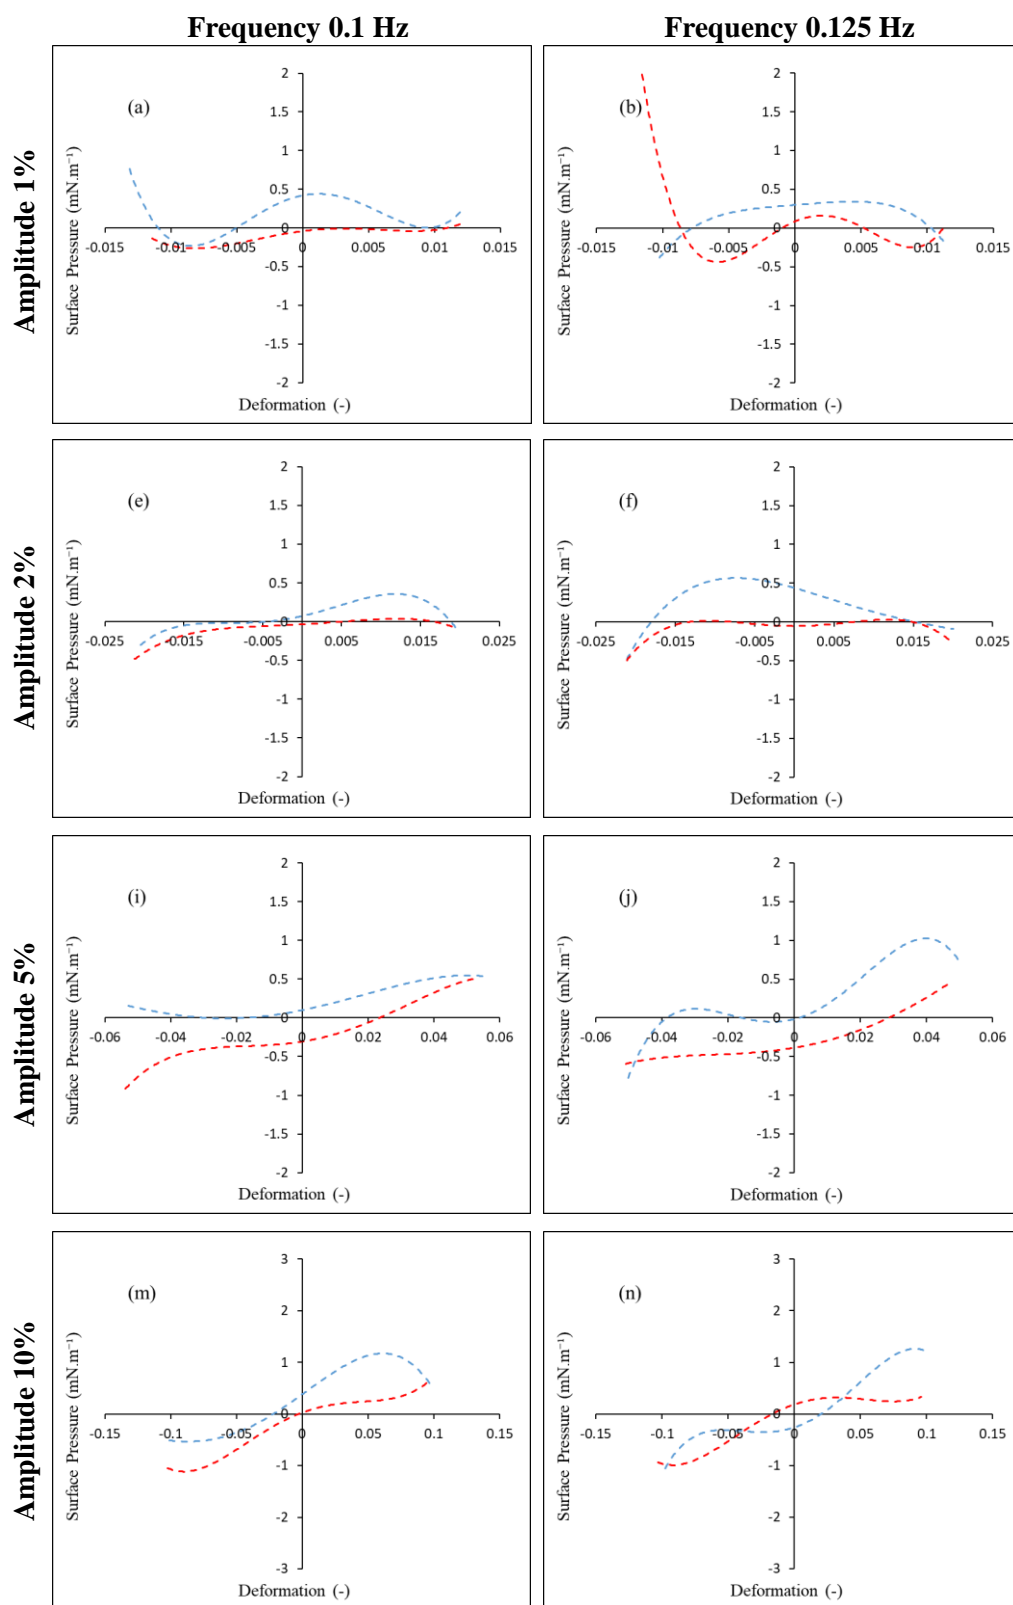 Frequency 0.1 Hz
Frequency 0.125 Hz
Amplitude 1%
(a)
Surface Pressure (mN.m⁻¹)
2
1.5
1
0.5
0
-0.5
-1
-1.5
-2
-0.015 -0.01 -0.005 0.005 0.01 0.015
Deformation (-)
(b)
Surface Pressure (mN.m⁻¹)
2
1.5
1
0.5
0
-0.5
-1
-1.5
-2
-0.015 -0.01 -0.005 0.005 0.01 0.015
Deformation (-)
Amplitude 2%
(e)
Surface Pressure (mN.m⁻¹)
2
1.5
1
0.5
0
-0.5
-1
-1.5
-2
-0.025 -0.015 -0.005 0.005 0.015 0.025
Deformation (-)
(f)
Surface Pressure (mN.m⁻¹)
2
1.5
1
0.5
0
-0.5
-1
-1.5
-2
-0.025 -0.015 -0.005 0.005 0.015 0.025
Deformation (-)
Amplitude 5%
(i)
Surface Pressure (mN.m⁻¹)
2
1.5
1
0.5
0
-0.5
-1
-1.5
-2
-0.06 -0.04 -0.02 0 0.02 0.04 0.06
Deformation (-)
(j)
Surface Pressure (mN.m⁻¹)
2
1.5
1
0.5
0
-0.5
-1
-1.5
-2
-0.06 -0.04 -0.02 0 0.02 0.04 0.06
Deformation (-)
Amplitude 10%
(m)
Surface Pressure (mN.m⁻¹)
3
2
1
0
-1
-2
-3
-0.15 -0.1 -0.05 0 0.05 0.1 0.15
Deformation (-)
(n)
Surface Pressure (mN.m⁻¹)
3
2
1
0
-1
-2
-3
-0.15 -0.1 -0.05 0 0.05 0.1 0.15
Deformation (-)